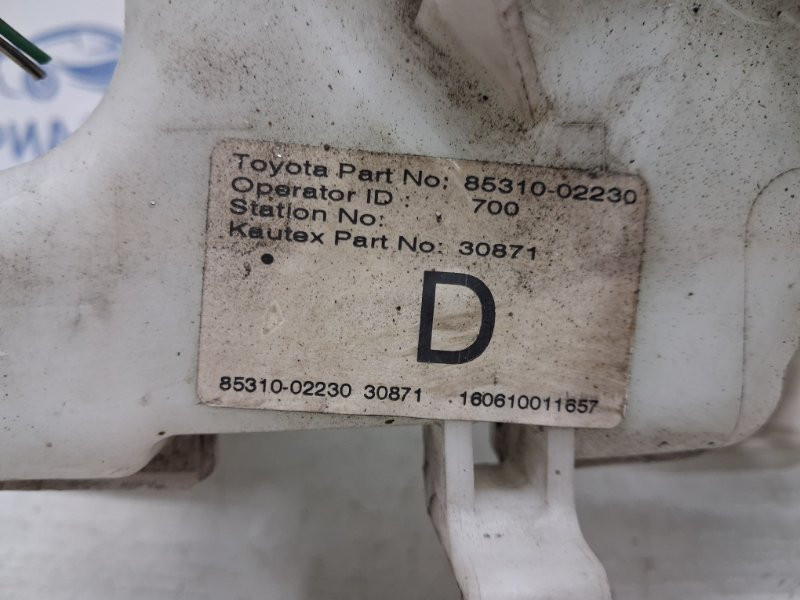 Toyota Part No: 85310-02230
Operator ID : 700
Station No:
Kautex Part No: 30871
D
85310-02230 30871 160610011657